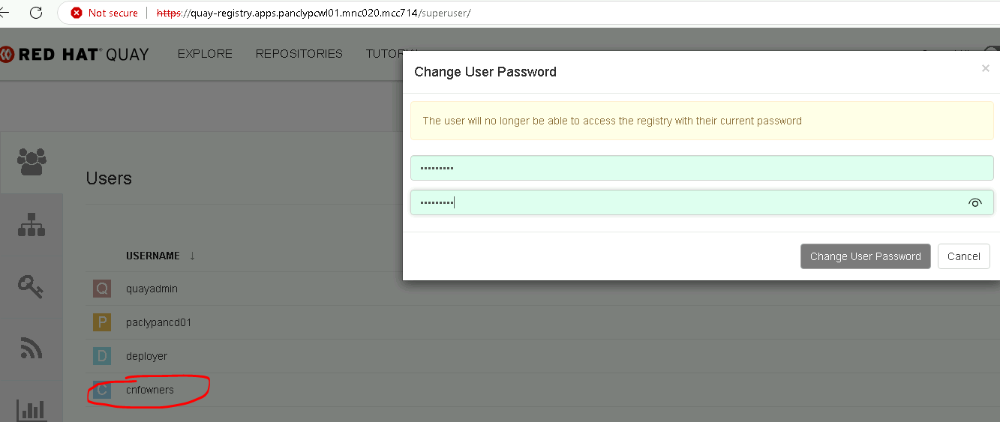 Not secure https://quay-registry.apps.panclypcwl01.mnc020.mcc714/superuser/
RED HAT® QUAY EXPLORE REPOSITORIES TUTORIAL
Change User Password ×
The user will no longer be able to access the registry with their current password
Users
USERNAME ↓
Change User Password Cancel
Q quayadmin
P paclypancd01
D deployer
C cnfowners